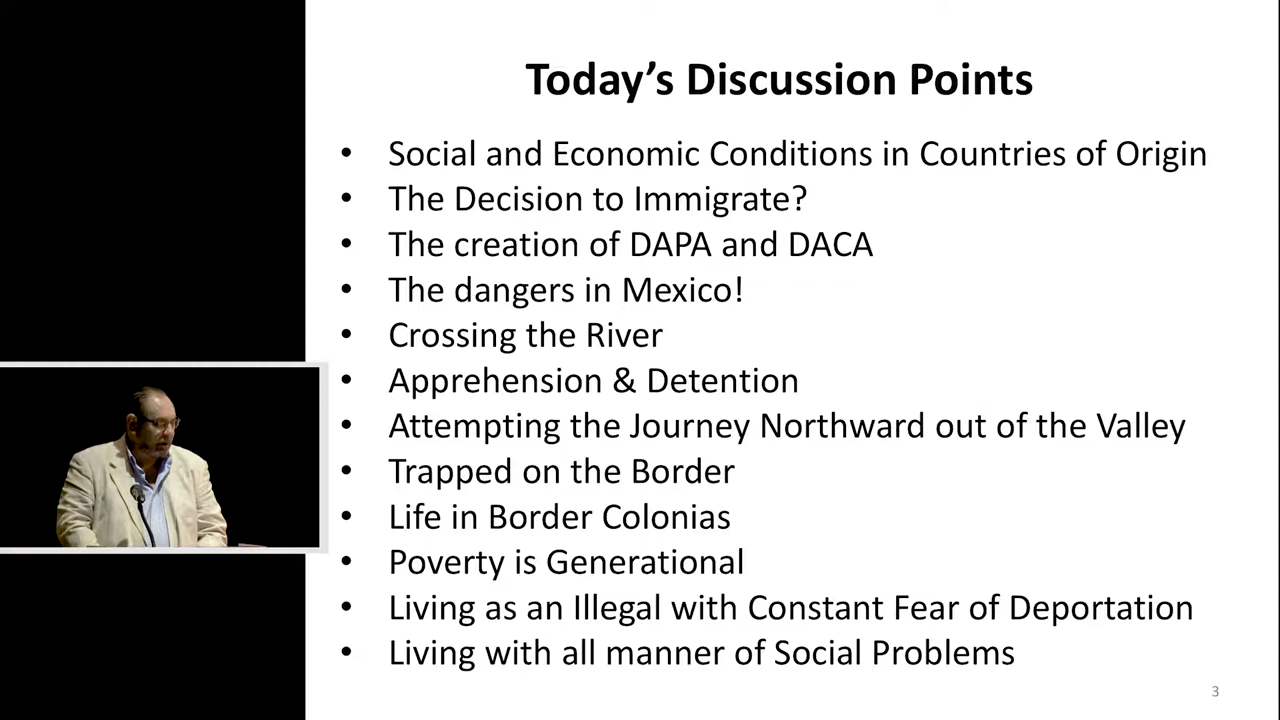 Today’s Discussion Points
• Social and Economic Conditions in Countries of Origin
• The Decision to Immigrate?
• The creation of DAPA and DACA
• The dangers in Mexico!
• Crossing the River
• Apprehension & Detention
• Attempting the Journey Northward out of the Valley
• Trapped on the Border
• Life in Border Colonias
• Poverty is Generational
• Living as an Illegal with Constant Fear of Deportation
• Living with all manner of Social Problems
3